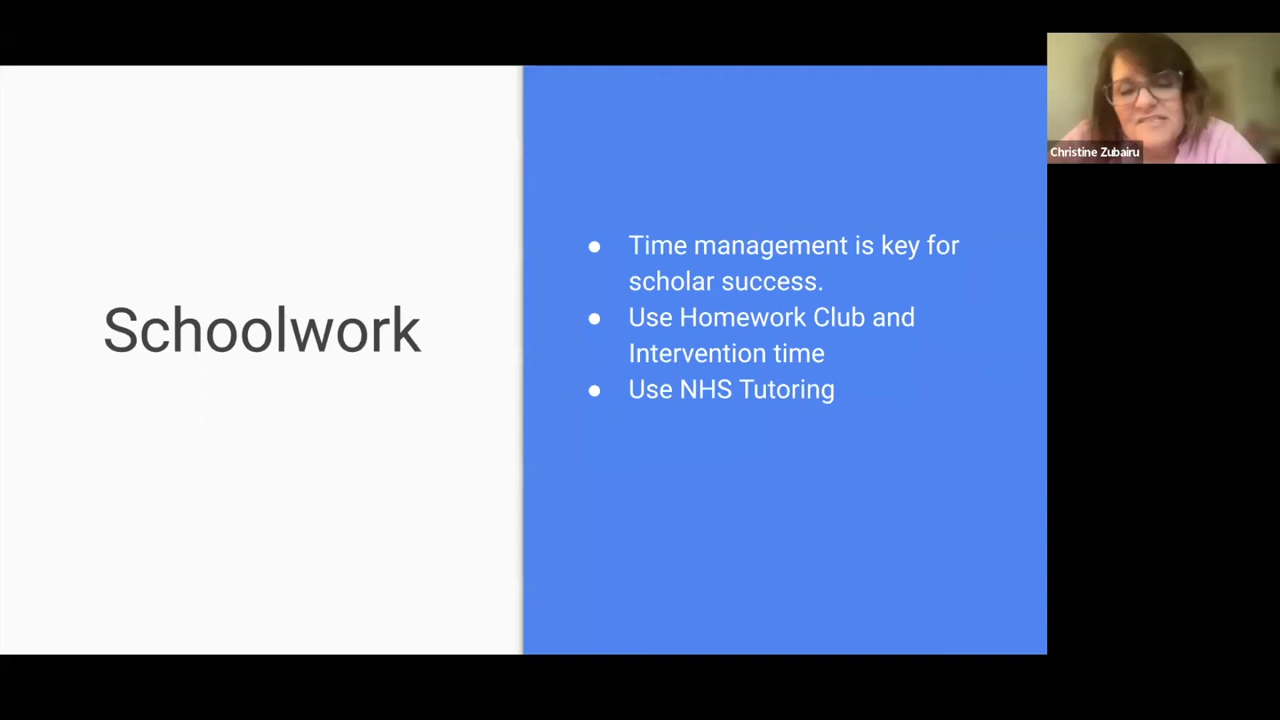 Schoolwork
● Time management is key for
scholar success.
● Use Homework Club and
Intervention time
● Use NHS Tutoring
Christine Zubairu